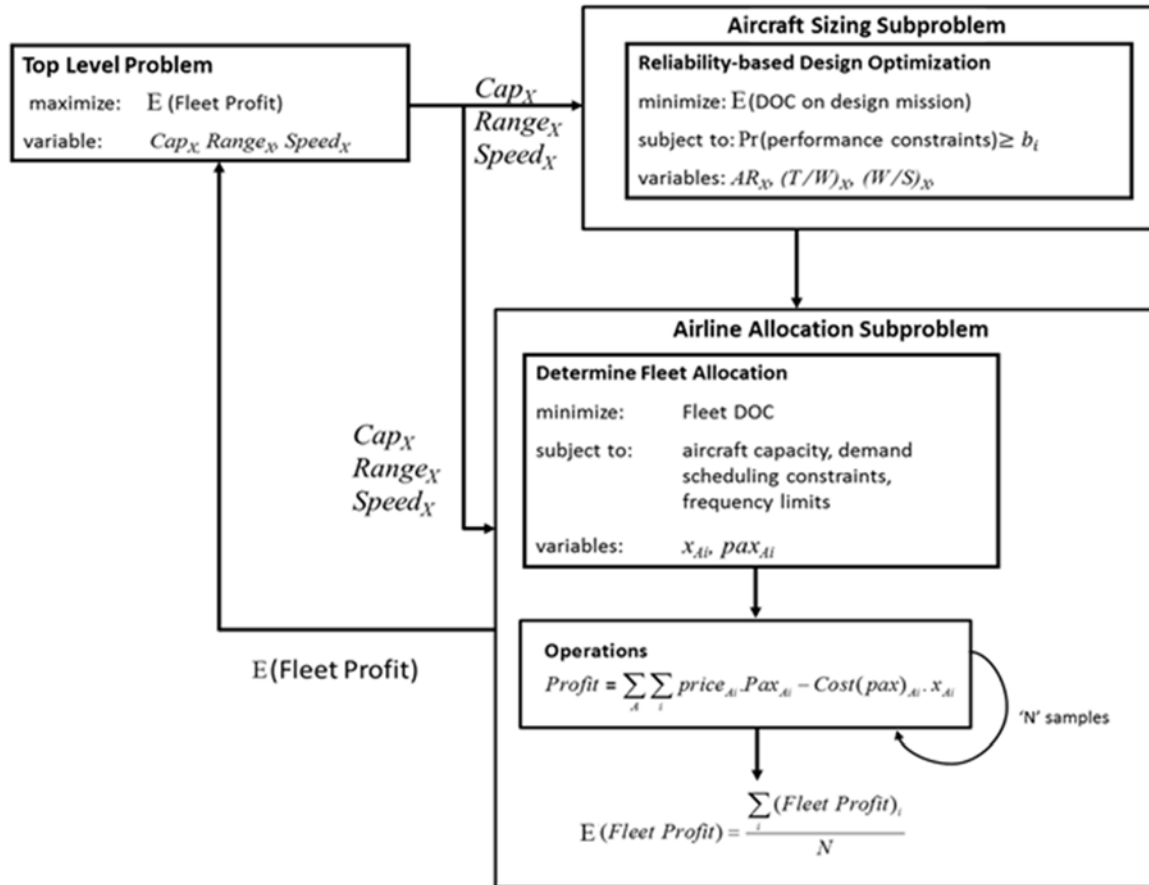 Top Level Problem
maximize: E (Fleet Profit)
variable: Cap_X, Range_X, Speed_X
Cap_X
Range_X
Speed_X
Aircraft Sizing Subproblem
Reliability-based Design Optimization
minimize: E(DOC on design mission)
subject to: Pr(performance constraints)≥ b_i
variables: AR_X, (T/W)_X, (W/S)_X,
Cap_X
Range_X
Speed_X
Airline Allocation Subproblem
Determine Fleet Allocation
minimize: Fleet DOC
subject to: aircraft capacity, demand
scheduling constraints,
frequency limits
variables: x_Ai, pax_Ai
E(Fleet Profit)
Operations
Profit = ∑_A ∑_i price_Ai.Pax_Ai − Cost(pax)_Ai . x_Ai
'N' samples
E (Fleet Profit) = ∑_i (Fleet Profit)_i / N